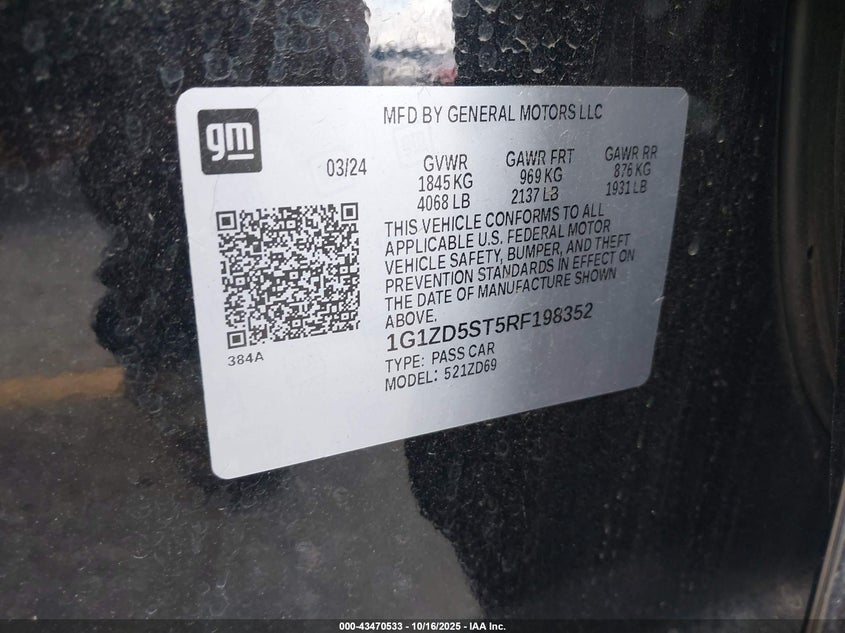 MFD BY GENERAL MOTORS LLC
gm
03/24
GVWR GAWR FRT GAWR RR
1845 KG 969 KG 876 KG
4068 LB 2137 LB 1931 LB
THIS VEHICLE CONFORMS TO ALL
APPLICABLE U.S. FEDERAL MOTOR
VEHICLE SAFETY, BUMPER, AND THEFT
PREVENTION STANDARDS IN EFFECT ON
THE DATE OF MANUFACTURE SHOWN
ABOVE.
1G1ZD5ST5RF198352
384A
TYPE: PASS CAR
MODEL: 521ZD69
000-43470533 - 10/16/2025 - IAA Inc.